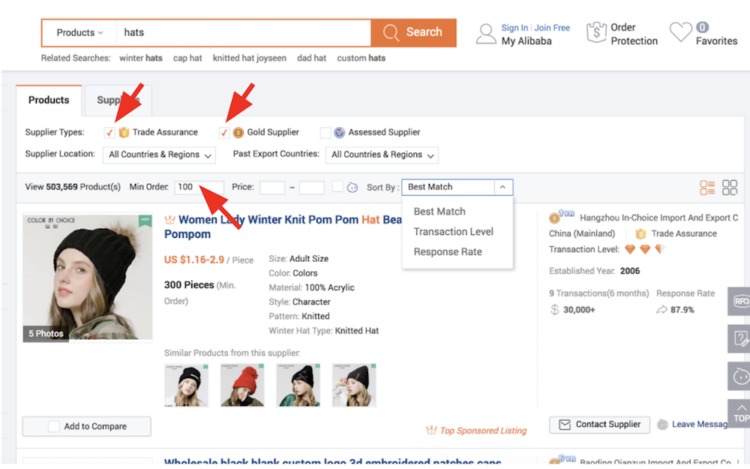 Products hats Search Sign In | Join Free My Alibaba Order Protection 0 Favorites
Related Searches: winter hats cap hat knitted hat joyseen dad hat custom hats
Products Suppl
Supplier Types: Trade Assurance Gold Supplier Assessed Supplier
Supplier Location: All Countries & Regions Past Export Countries: All Countries & Regions
View 503,569 Product(s) Min Order: 100 Price: – Sort By : Best Match
Best Match
Transaction Level
Response Rate
COLOR IN CHOICE
NEW
5 Photos
Women Lady Winter Knit Pom Pom Hat Bea
Pompom
US $1.16-2.9 / Piece
300 Pieces (Min. Order)
Size: Adult Size
Color: Colors
Material: 100% Acrylic
Style: Character
Pattern: Knitted
Winter Hat Type: Knitted Hat
Similar Products from this supplier:
Hangzhou In-Choice Import And Export C
China (Mainland) Trade Assurance
Transaction Level:
Established Year: 2006
9 Transactions(6 months) Response Rate
$ 30,000+ 87.9%
RFQ
TOP
Add to Compare
Top Sponsored Listing
Contact Supplier Leave Messag
Wholesale black blank custom logo 3d embroidered patches caps
Baoding Qianzun Import And Export Co